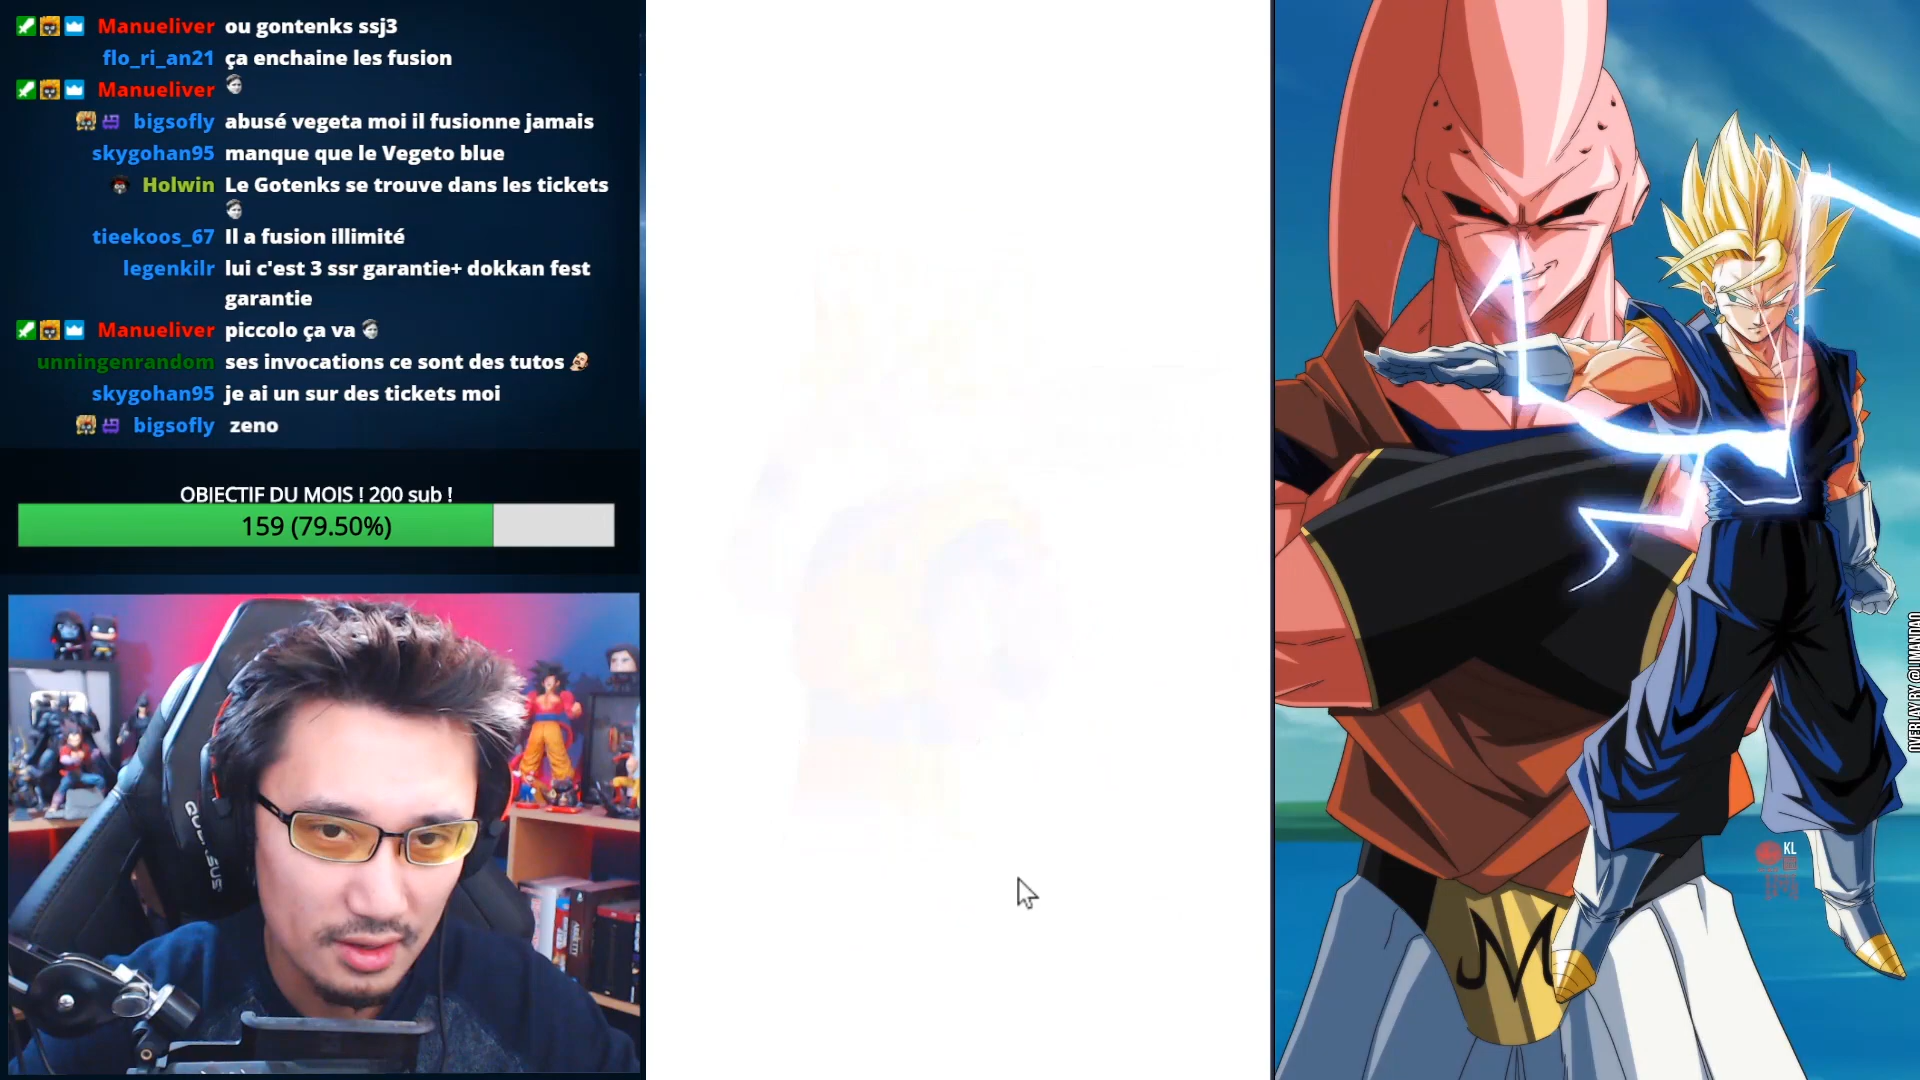 Manueliver ou gontenks ssj3
flo_ri_an21 ça enchaine les fusion
Manueliver
bigsofly abusé vegeta moi il fusionne jamais
skygohan95 manque que le Vegeto blue
Holwin Le Gotenks se trouve dans les tickets
tieekoos_67 Il a fusion illimité
legenkilr lui c'est 3 ssr garantie+ dokkan fest
garantie
Manueliver piccolo ça va
unningenrandom ses invocations ce sont des tutos
skygohan95 je ai un sur des tickets moi
bigsofly zeno
OBJECTIF DU MOIS ! 200 sub !
159 (79.50%)
OVERLAY BY @LIMANDAO
KL
M